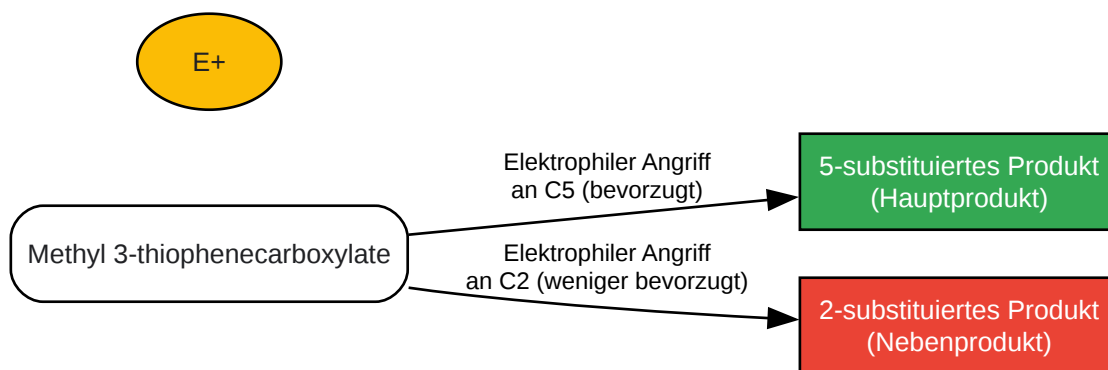 E+
Elektrophiler Angriff
an C5 (bevorzugt)
5-substituiertes Produkt
(Hauptprodukt)
Methyl 3-thiophenecarboxylate
Elektrophiler Angriff
an C2 (weniger bevorzugt)
2-substituiertes Produkt
(Nebenprodukt)